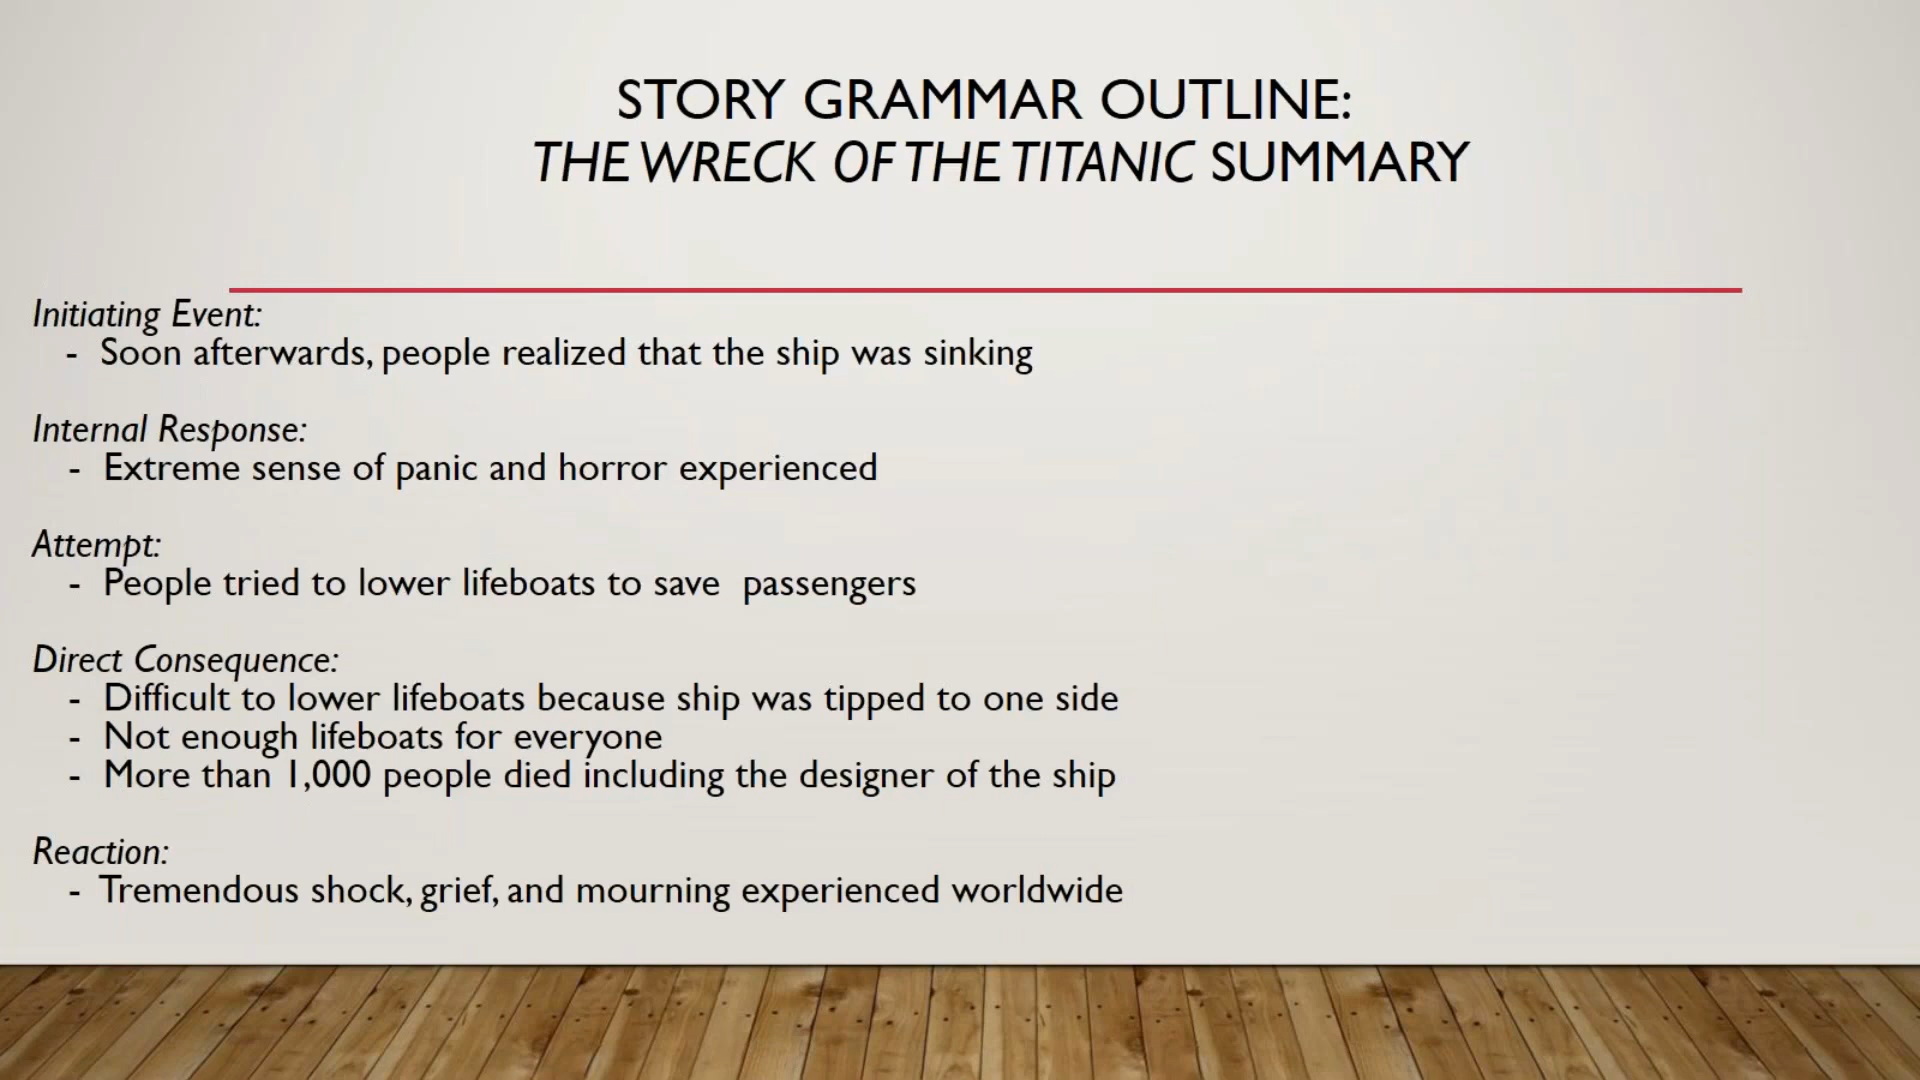 STORY GRAMMAR OUTLINE:
THE WRECK OF THE TITANIC SUMMARY
Initiating Event:
- Soon afterwards, people realized that the ship was sinking
Internal Response:
- Extreme sense of panic and horror experienced
Attempt:
- People tried to lower lifeboats to save  passengers
Direct Consequence:
- Difficult to lower lifeboats because ship was tipped to one side
- Not enough lifeboats for everyone
- More than 1,000 people died including the designer of the ship
Reaction:
- Tremendous shock, grief, and mourning experienced worldwide